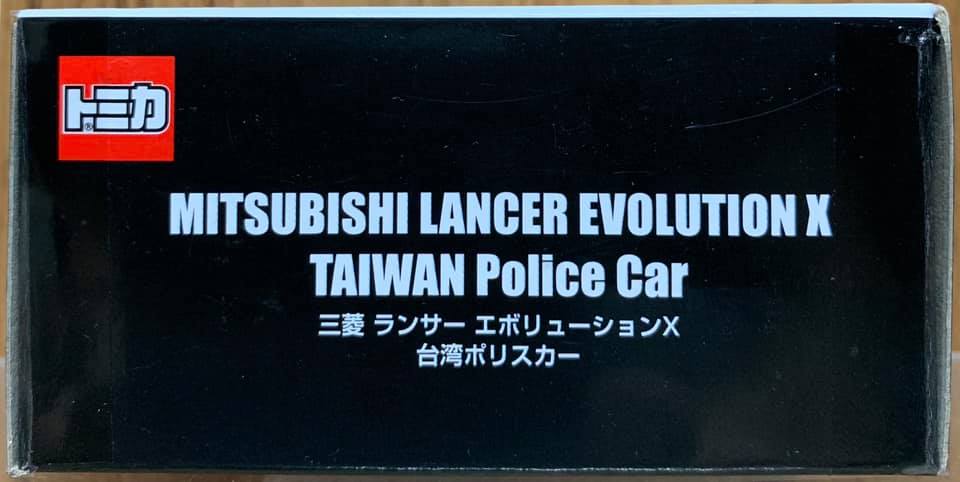 トミカ®
MITSUBISHI LANCER EVOLUTION X
TAIWAN Police Car
三菱 ランサー エボリューションX
台湾ポリスカー